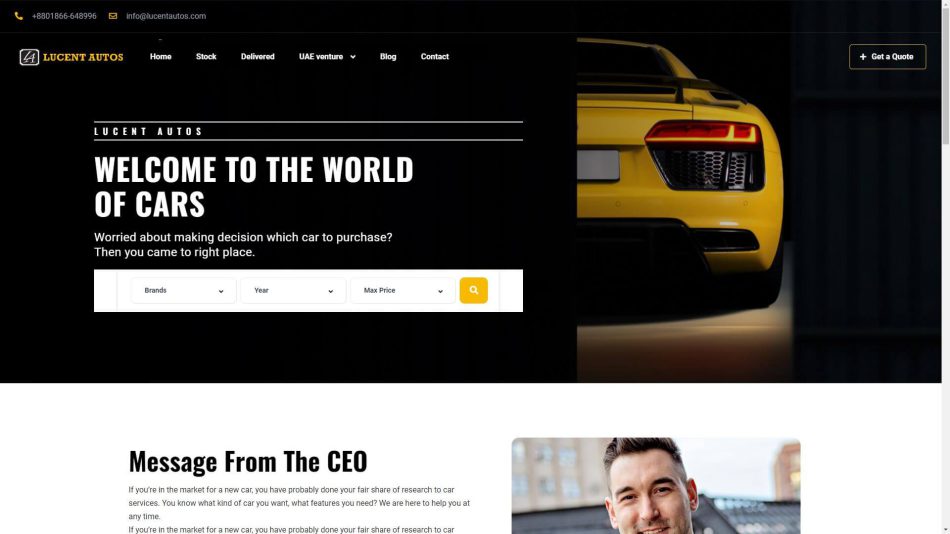 +8801866-648996 info@lucentautos.com
LUCENT AUTOS Home Stock Delivered UAE venture Blog Contact Get a Quote
LUCENT AUTOS
WELCOME TO THE WORLD
OF CARS
Worried about making decision which car to purchase?
Then you came to right place.
Brands Year Max Price
Message From The CEO
If you're in the market for a new car, you have probably done your fair share of research to car
services. You know what kind of car you want, what features you need? We are here to help you at
any time.
If you're in the market for a new car, you have probably done your fair share of research to car